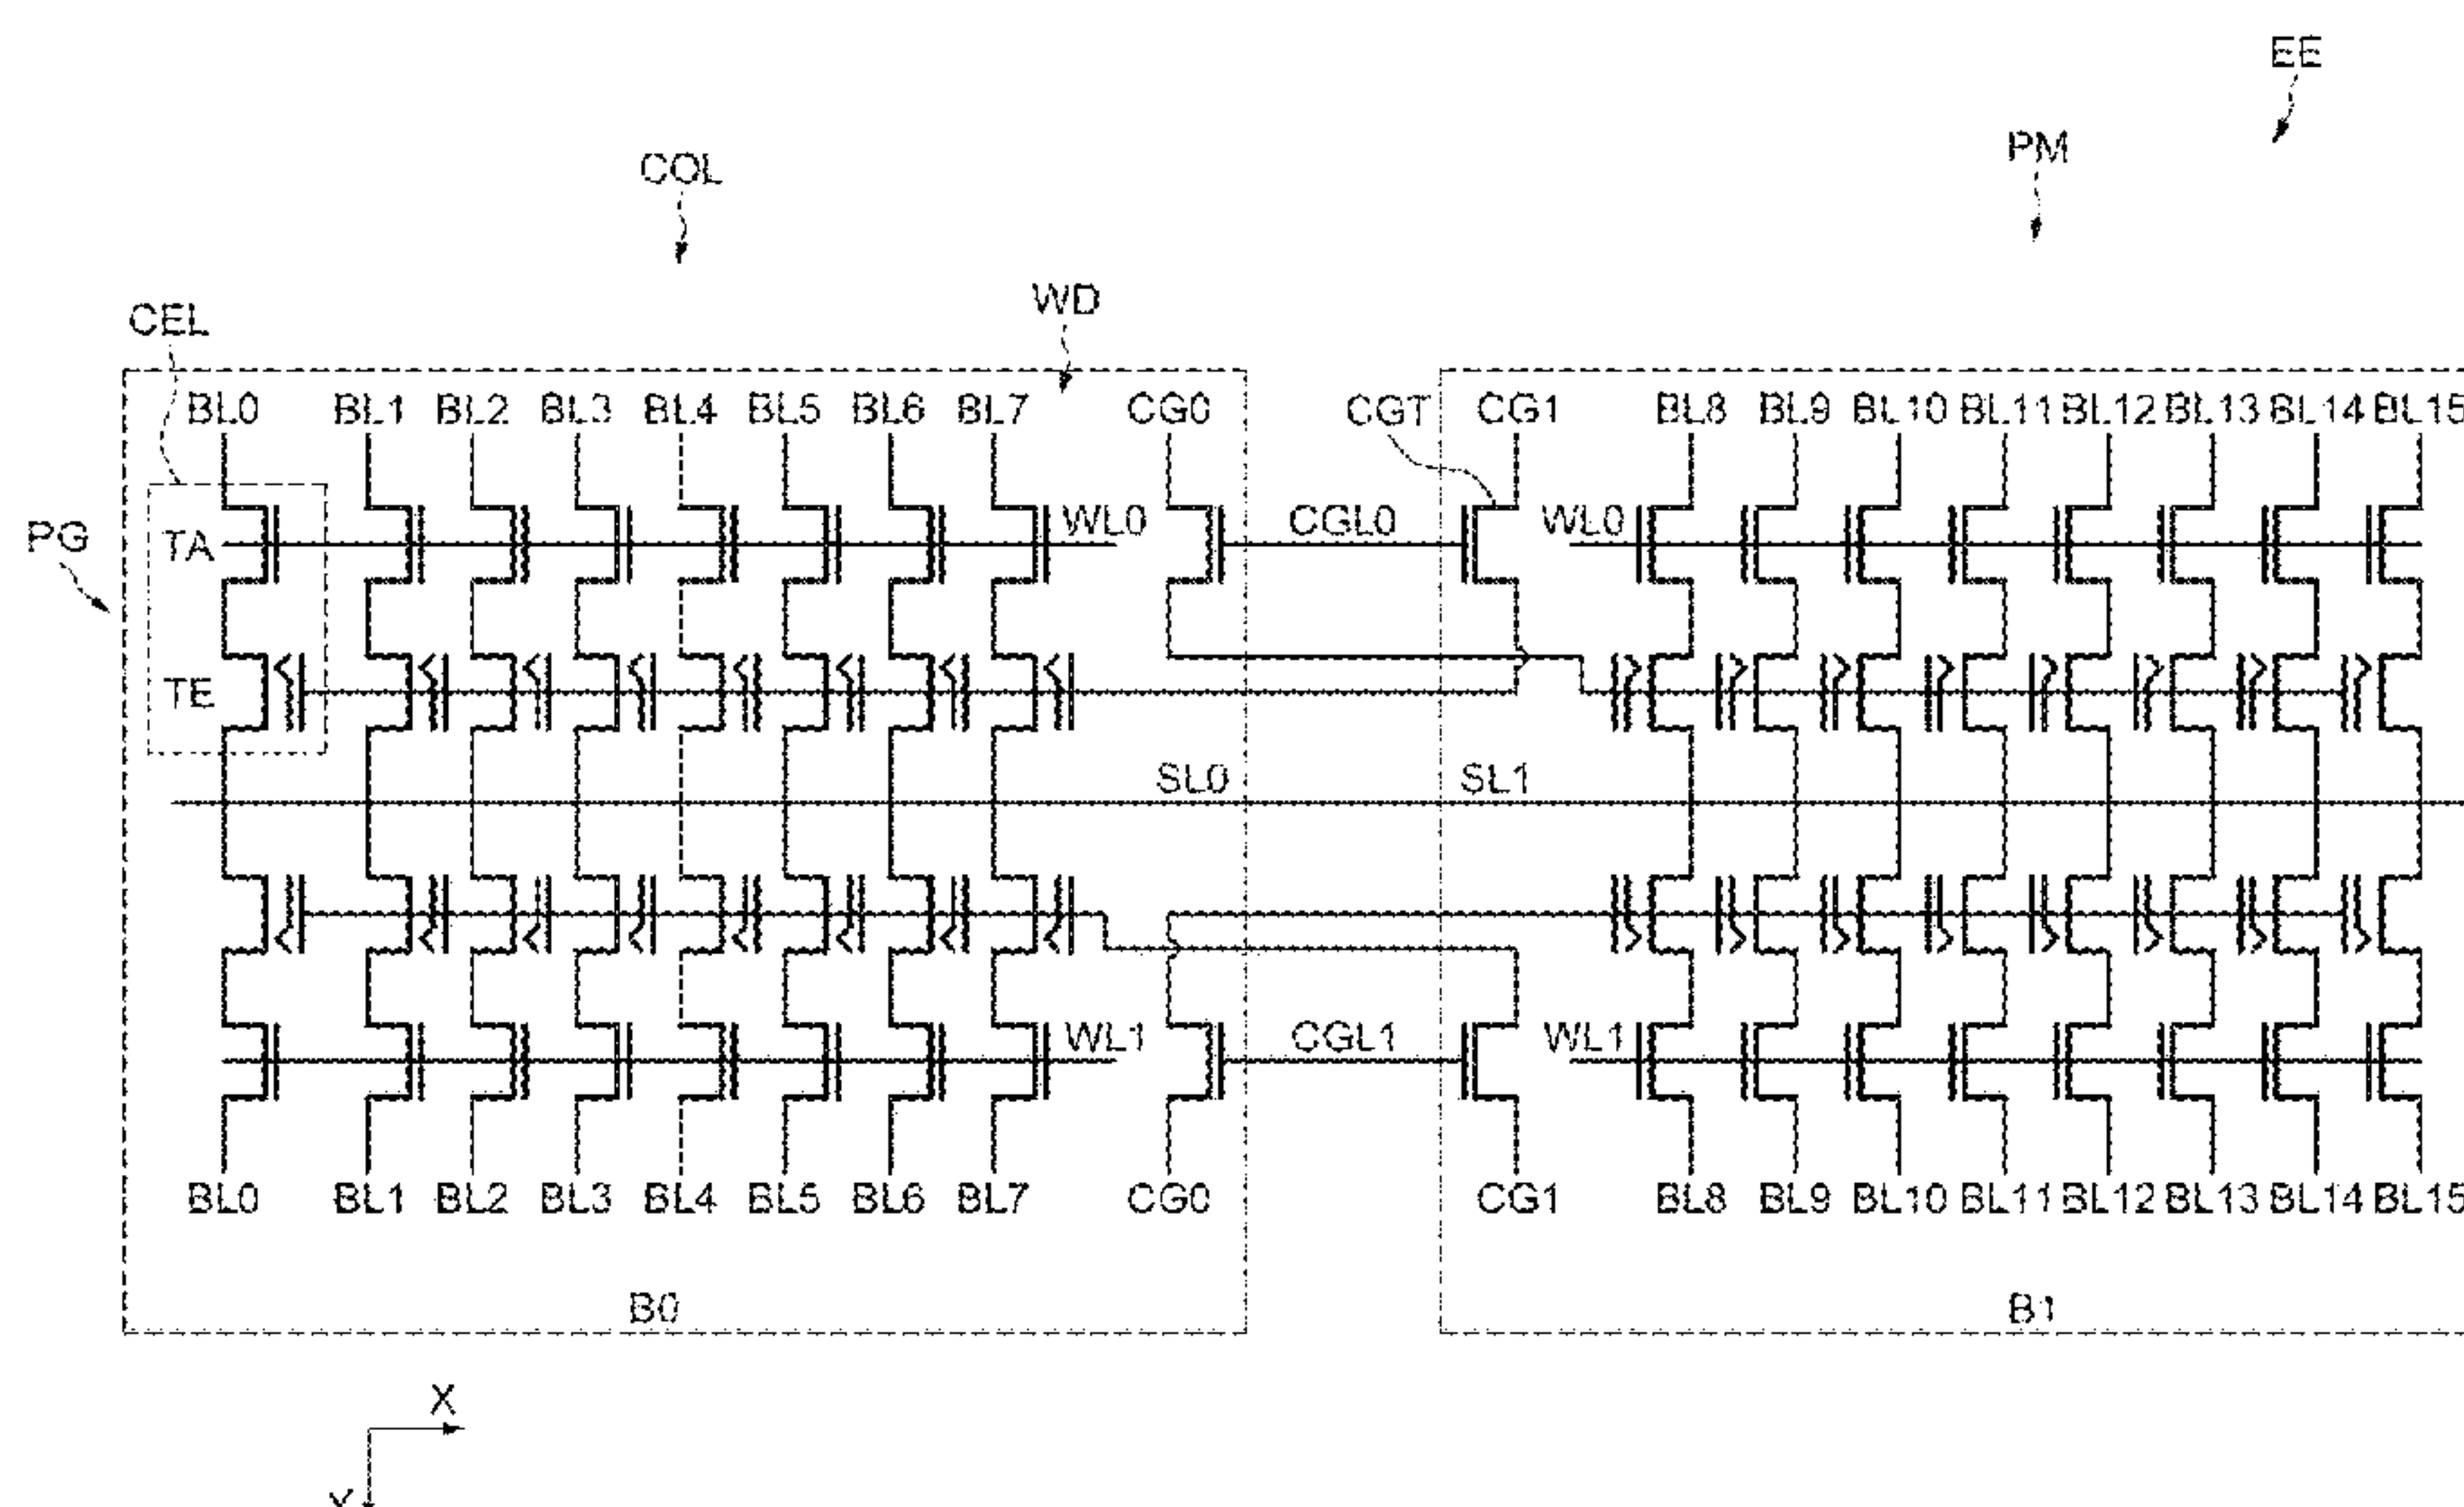 EE
PM
COL
WD
CEL
BL0 BL1 BL2 BL3 BL4 BL5 BL6 BL7 CG0 CGT CG1 BL8 BL9 BL10 BL11 BL12 BL13 BL14 BL15
PG TA WL0 CGL0 WL0
TE
SL0 SL1
WL1 CGL1 WL1
BL0 BL1 BL2 BL3 BL4 BL5 BL6 BL7 CG0 CG1 BL8 BL9 BL10 BL11 BL12 BL13 BL14 BL15
B0 B1
X
Y